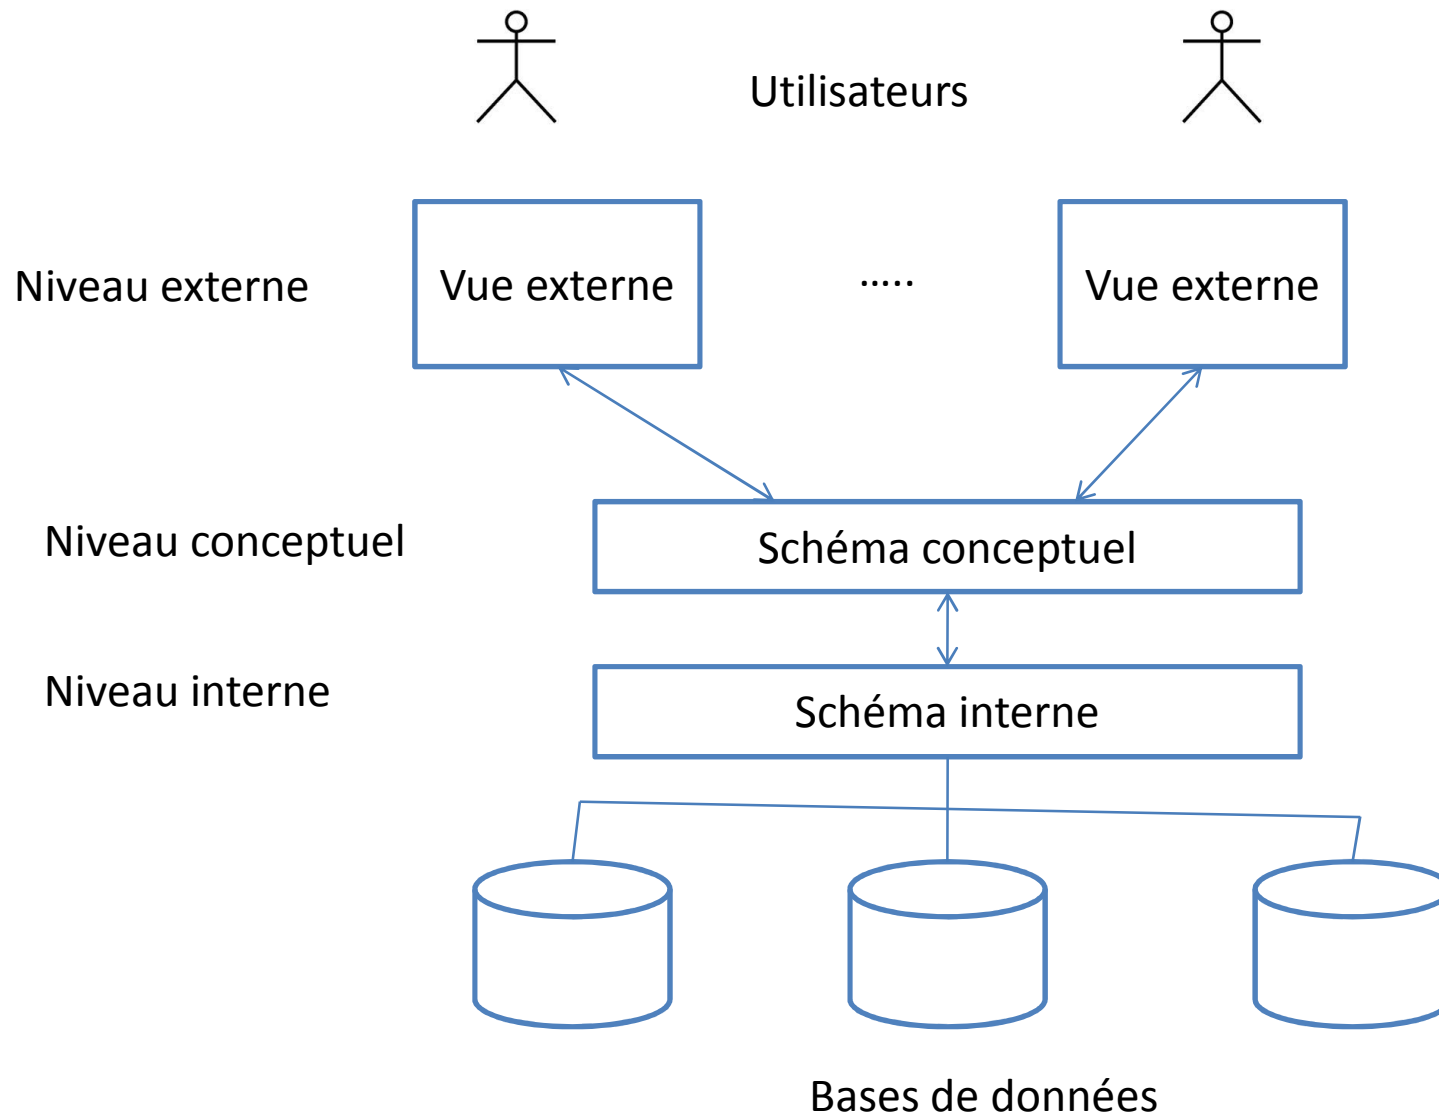 Utilisateurs
Niveau externe
Vue externe
.....
Vue externe
Niveau conceptuel
Schéma conceptuel
Niveau interne
Schéma interne
Bases de données